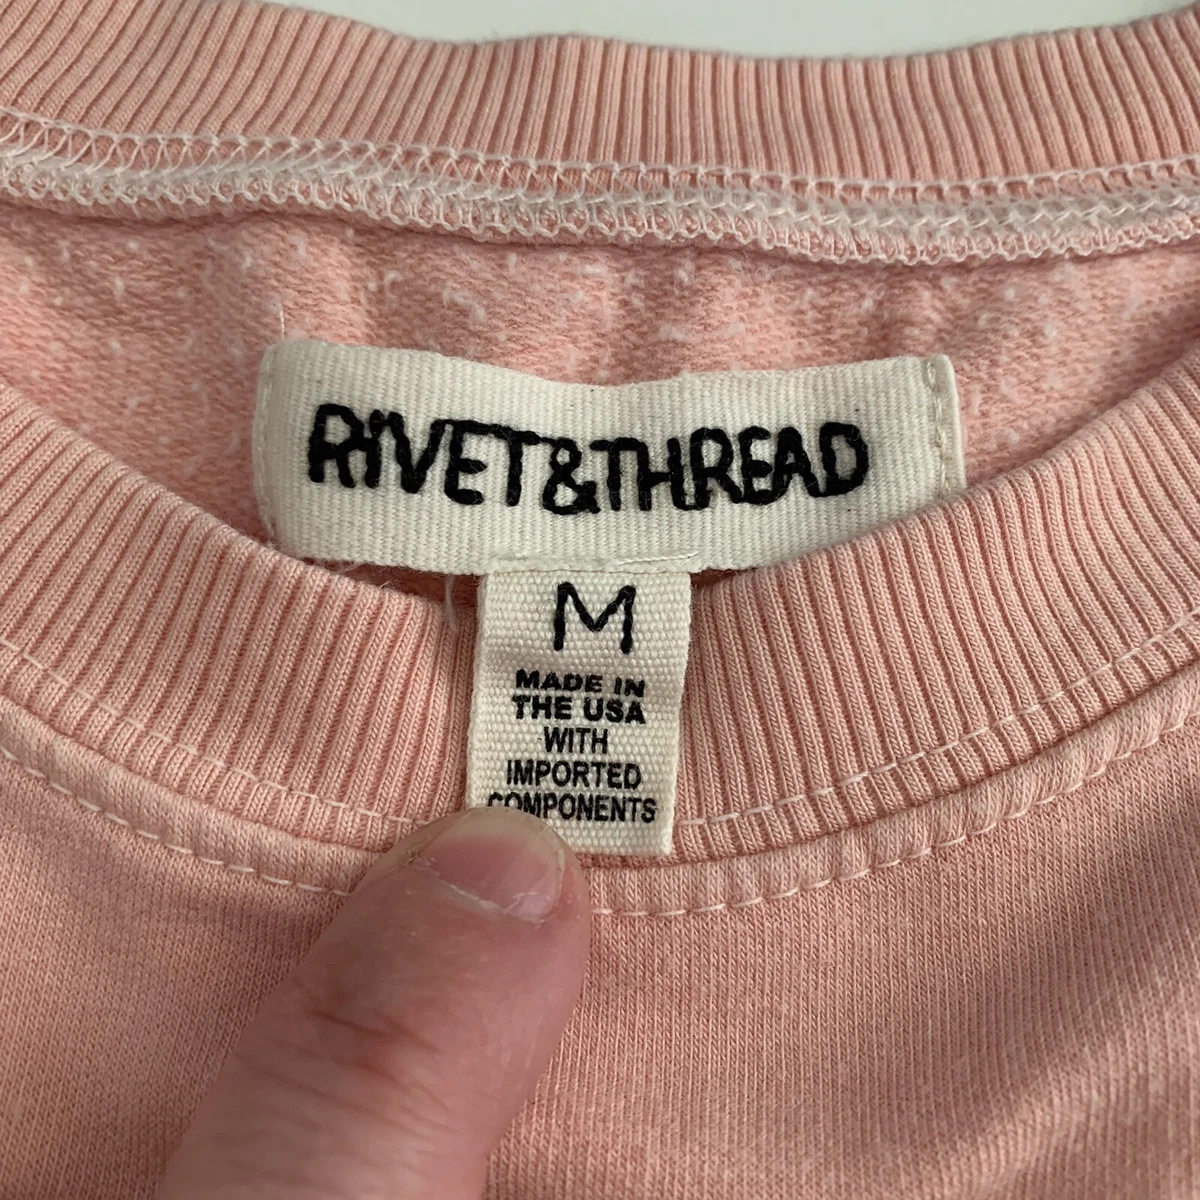 RIVET&THREAD
M
MADE IN
THE USA
WITH
IMPORTED
COMPONENTS